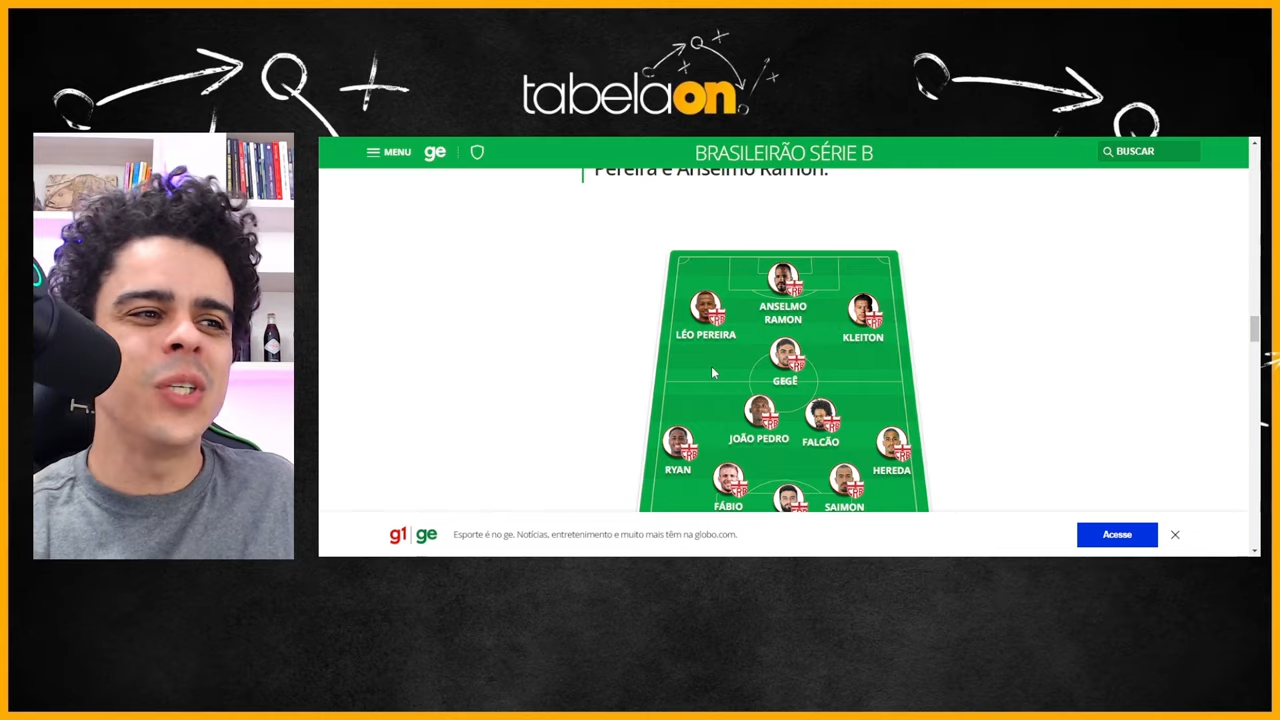 tabelaon
MENU ge BRASILEIRÃO SÉRIE B BUSCAR
Pereira e Anselmo Ramon.
ANSELMO
RAMON
LÉO PEREIRA
KLEITON
GEGÊ
JOÃO PEDRO
FALCÃO
RYAN
HEREDA
FÁBIO
SAIMON
g1 | ge Esporte é no ge. Notícias, entretenimento e muito mais têm na globo.com. Acesse